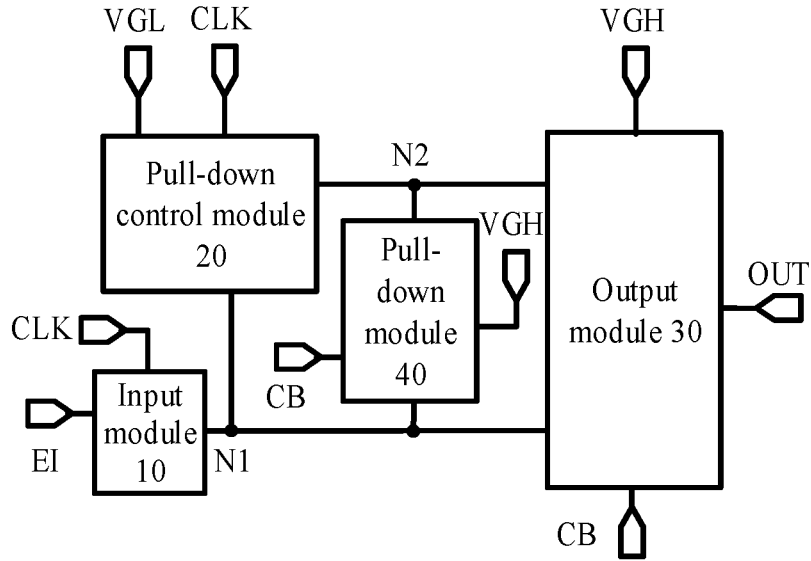 VGL
CLK
VGH
Pull-down
control module
20
N2
VGH
Pull-
down
module
40
Output
module 30
OUT
CLK
CB
Input
module
10
EI
N1
CB